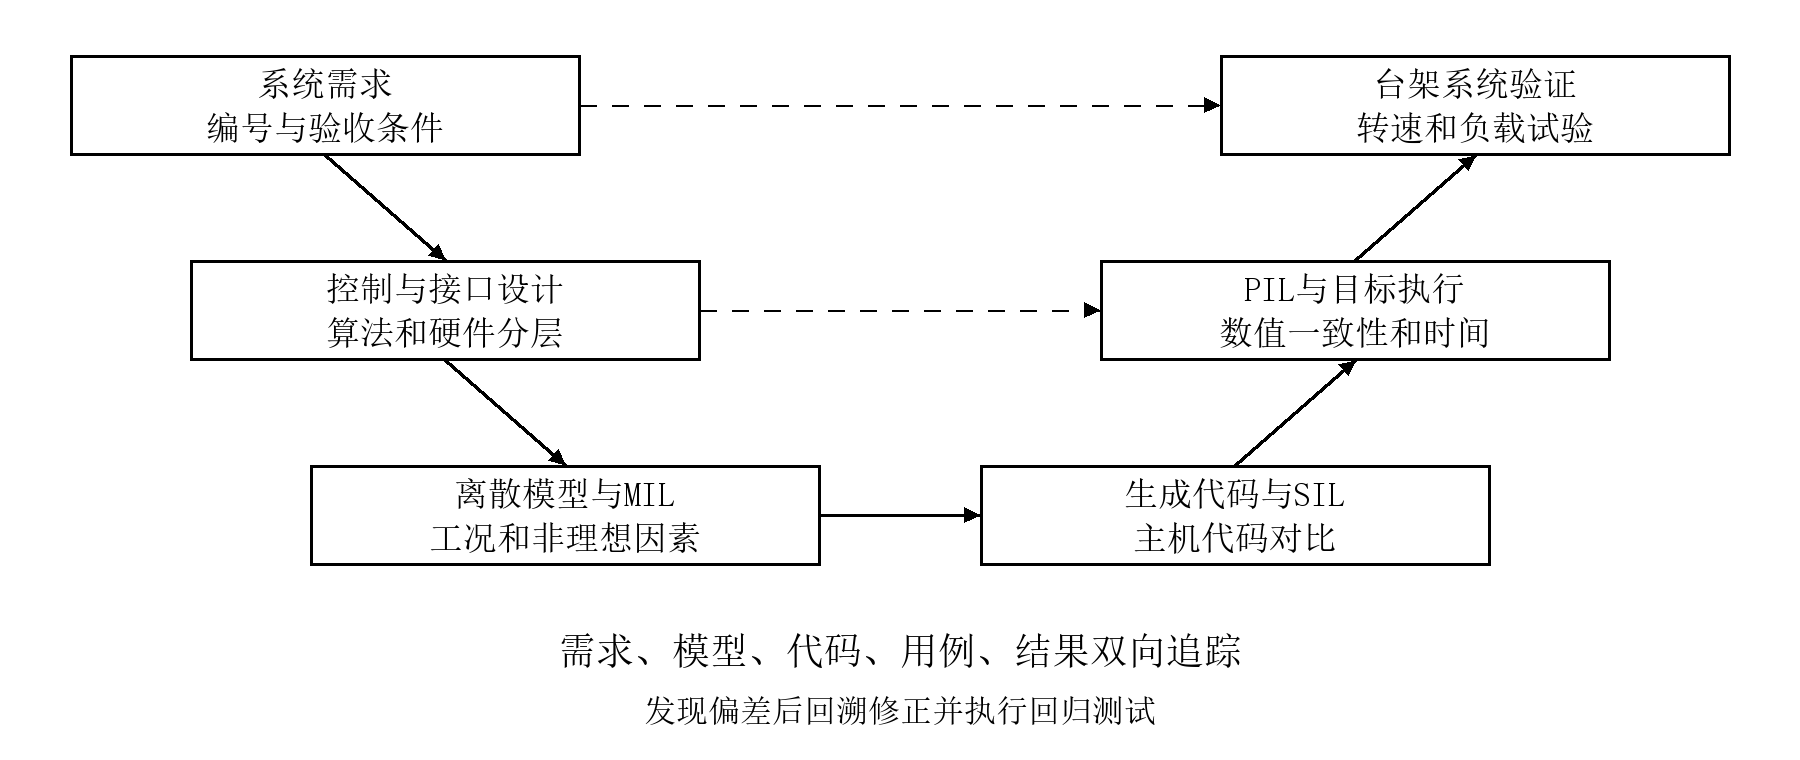 系统需求
编号与验收条件
台架系统验证
转速和负载试验
控制与接口设计
算法和硬件分层
PIL与目标执行
数值一致性和时间
离散模型与MIL
工况和非理想因素
生成代码与SIL
主机代码对比
需求、模型、代码、用例、结果双向追踪
发现偏差后回溯修正并执行回归测试